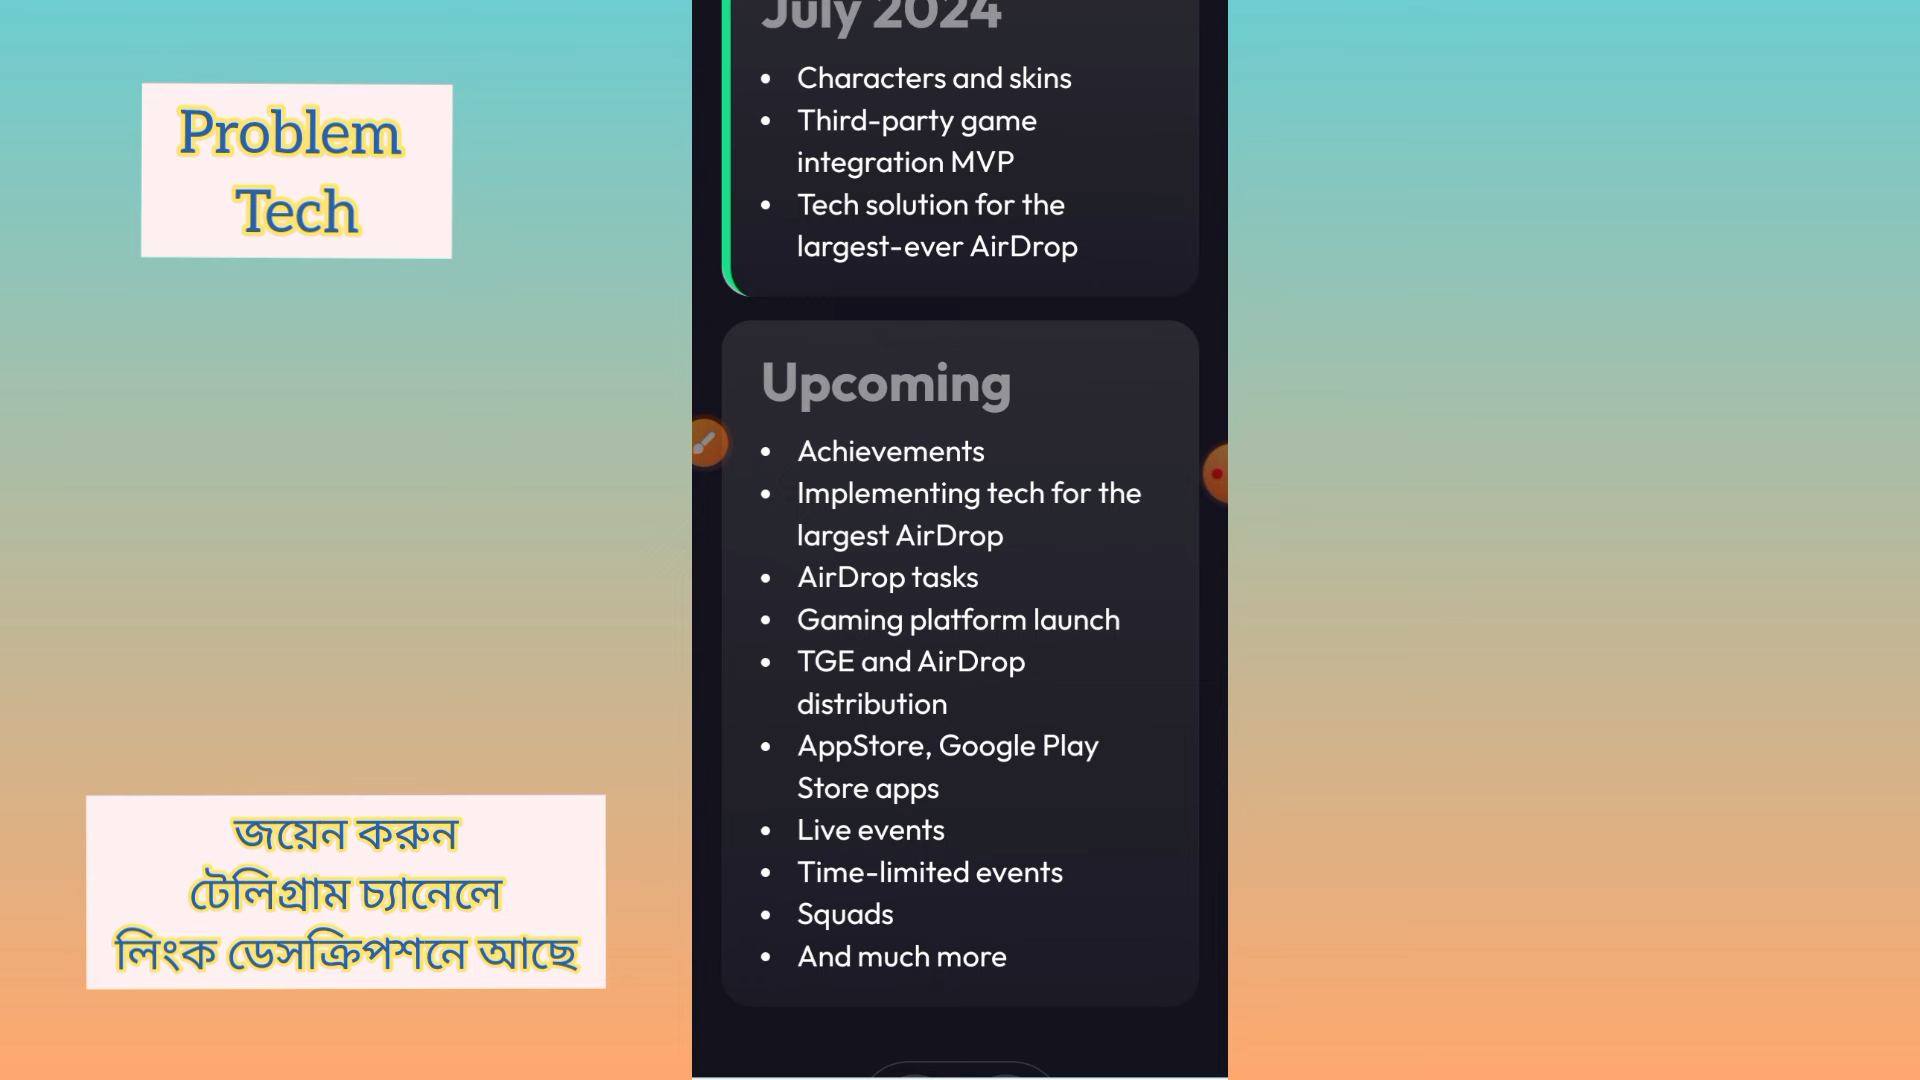 Problem
Tech
July 2024
• Characters and skins
• Third-party game
integration MVP
• Tech solution for the
largest-ever AirDrop
Upcoming
• Achievements
• Implementing tech for the
largest AirDrop
• AirDrop tasks
• Gaming platform launch
• TGE and AirDrop
distribution
• AppStore, Google Play
Store apps
• Live events
• Time-limited events
• Squads
• And much more
জয়েন করুন
টেলিগ্রাম চ্যানেলে
লিংক ডেসক্রিপশনে আছে